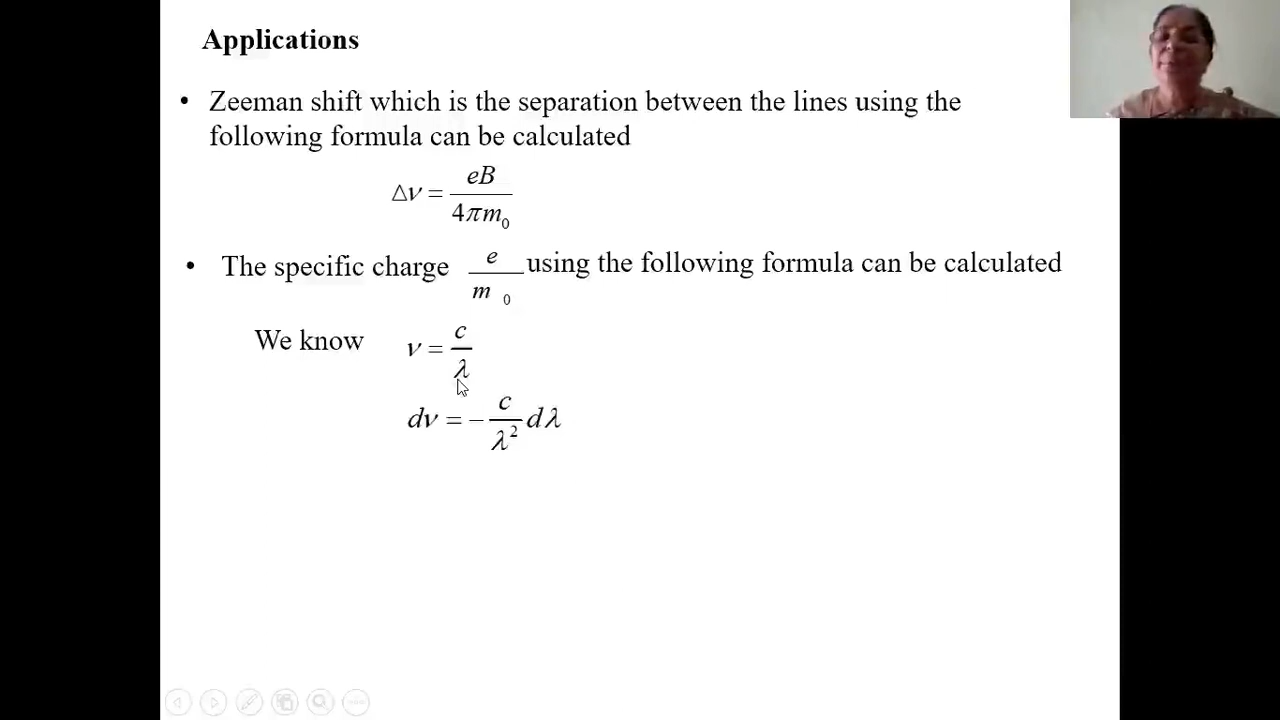 Applications
• Zeeman shift which is the separation between the lines using the
following formula can be calculated
Δν = eB / 4πm₀
• The specific charge e / m ₀ using the following formula can be calculated
We know ν = c / λ
dν = − c / λ² dλ